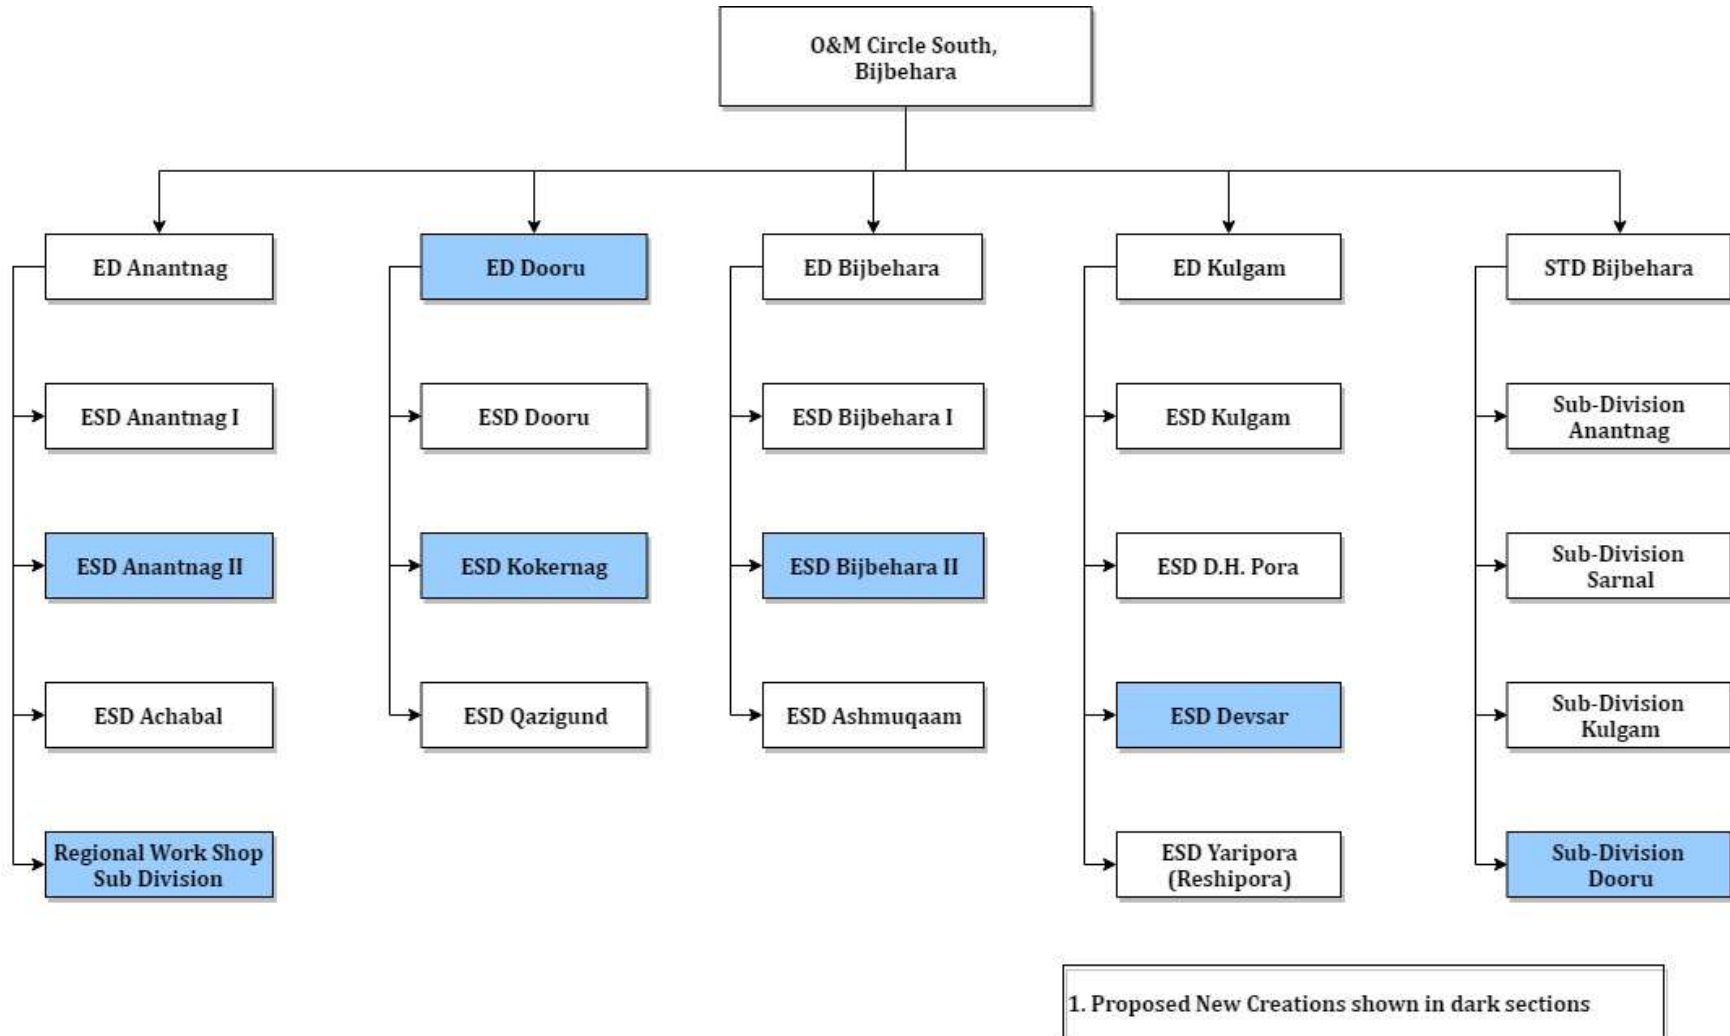 O&M Circle South,
Bijbehara
ED Anantnag
ED Dooru
ED Bijbehara
ED Kulgam
STD Bijbehara
ESD Anantnag I
ESD Dooru
ESD Bijbehara I
ESD Kulgam
Sub-Division
Anantnag
ESD Anantnag II
ESD Kokernag
ESD Bijbehara II
ESD D.H. Pora
Sub-Division
Sarnal
ESD Achabal
ESD Qazigund
ESD Ashmuqaam
ESD Devsar
Sub-Division
Kulgam
Regional Work Shop
Sub Division
ESD Yaripora
(Reshipora)
Sub-Division
Dooru
1. Proposed New Creations shown in dark sections